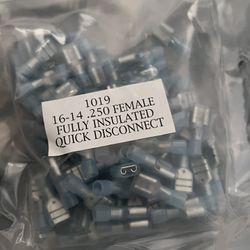 1019
16-14 .250 FEMALE
FULLY INSULATED
QUICK DISCONNECT